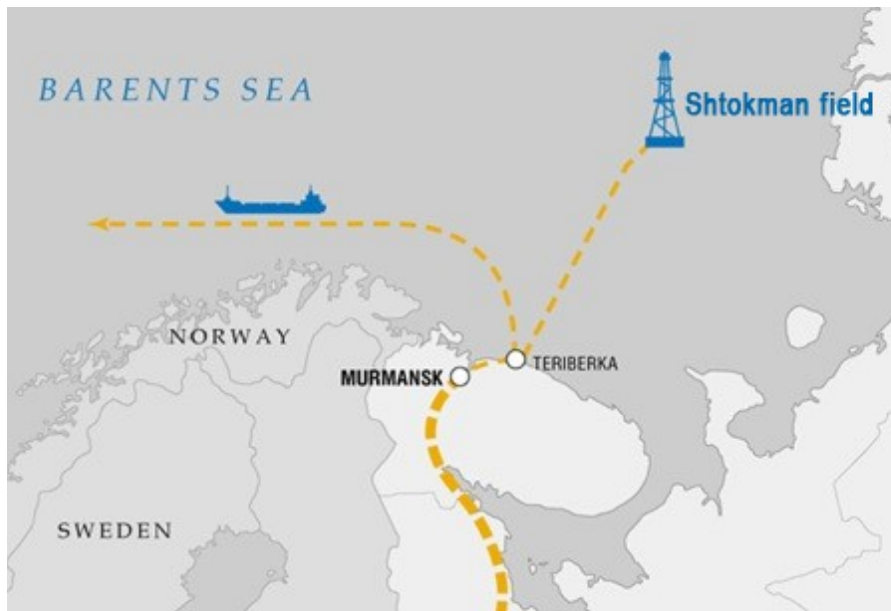 BARENTS SEA
Shtokman field
NORWAY
TERIBERKA
MURMANSK
SWEDEN